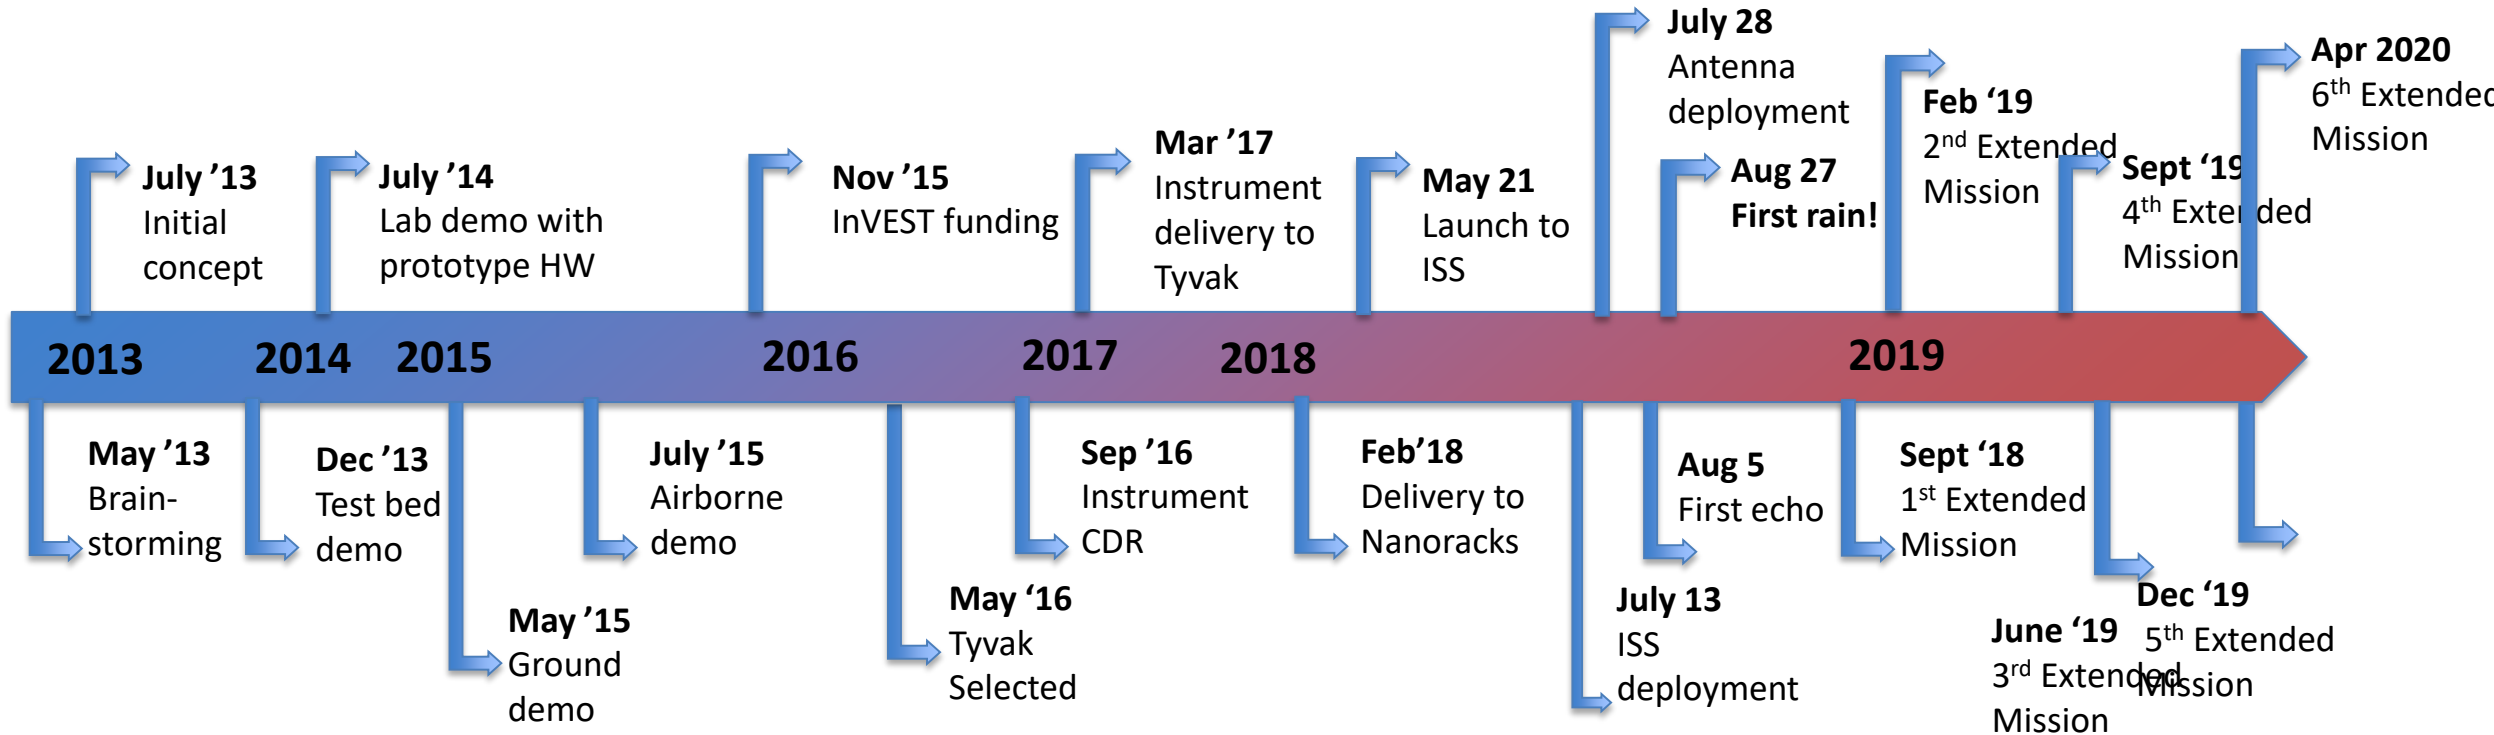 July 28
Antenna
deployment
Apr 2020
6th Extended
Mission
Feb ‘19
2nd Extended
Mission
Mar ’17
Instrument
delivery to
Tyvak
July ’13
Initial
concept
July ’14
Lab demo with
prototype HW
Nov ’15
InVEST funding
May 21
Launch to
ISS
Aug 27
First rain!
Sept ‘19
4th Extended
Mission
2013
2014
2015
2016
2017
2018
2019
May ’13
Brain-
storming
Dec ’13
Test bed
demo
May ’15
Ground
demo
July ’15
Airborne
demo
May ‘16
Tyvak
Selected
Sep ’16
Instrument
CDR
Feb’18
Delivery to
Nanoracks
July 13
ISS
deployment
Aug 5
First echo
Sept ‘18
1st Extended
Mission
June ‘19
3rd Extended
Mission
Dec ‘19
5th Extended
Mission